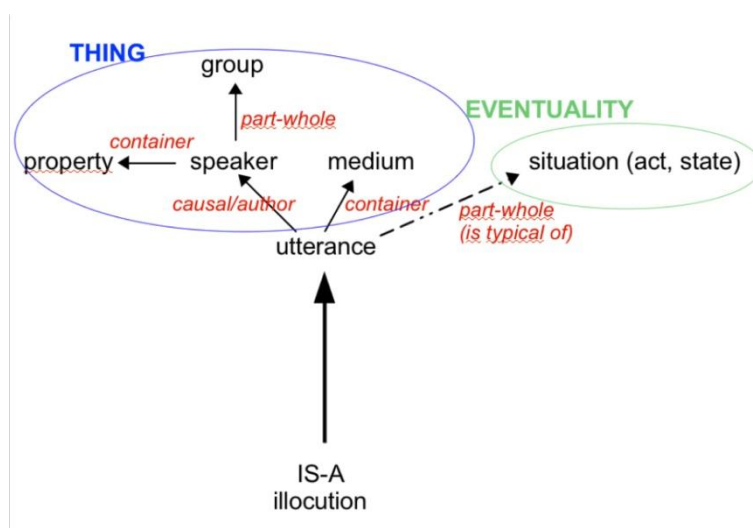 THING
group
part-whole
EVENTUALITY
container
property
speaker
medium
situation (act, state)
causal/author
container
part-whole
(is typical of)
utterance
IS-A
illocution